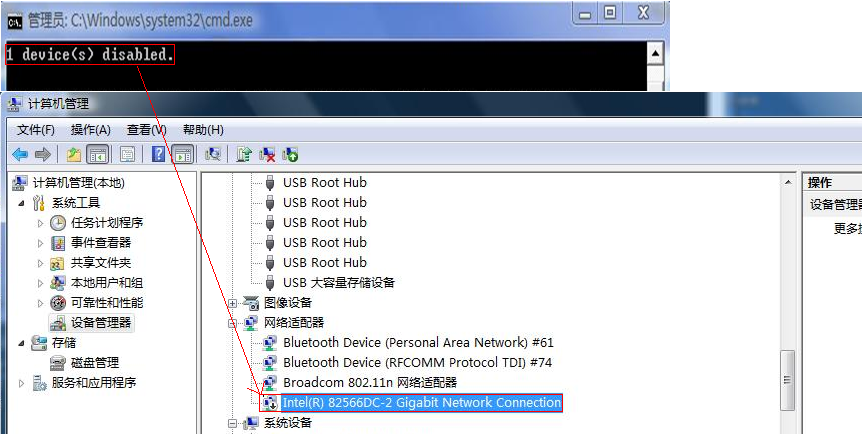 管理员: C:\Windows\system32\cmd.exe
1 device(s) disabled.
计算机管理
文件(F) 操作(A) 查看(V) 帮助(H)
计算机管理(本地)
系统工具
任务计划程序
事件查看器
共享文件夹
本地用户和组
可靠性和性能
设备管理器
存储
磁盘管理
服务和应用程序
USB Root Hub
USB Root Hub
USB Root Hub
USB Root Hub
USB Root Hub
USB 大容量存储设备
图像设备
网络适配器
Bluetooth Device (Personal Area Network) #61
Bluetooth Device (RFCOMM Protocol TDI) #74
Broadcom 802.11n 网络适配器
Intel(R) 82566DC-2 Gigabit Network Connection
系统设备
操作
设备管理
更多